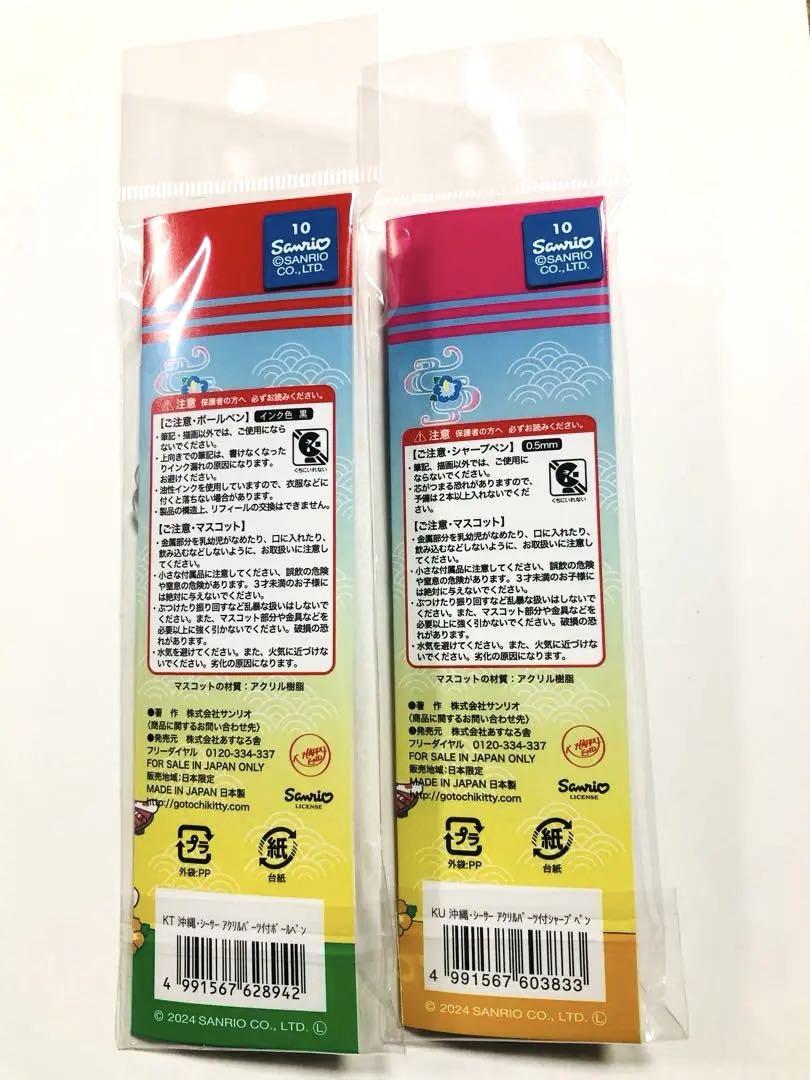 10
Sanrio
©SANRIO
CO.,LTD.
注意 保護者の方へ 必ずお読みください。
【ご注意・ボールペン】 インク色 黒
・筆記・描画以外では、ご使用になら
ないでください。
・上向きでの筆記は、書けなくなった
りインク漏れの原因になります。
お避けください。
・油性インクを使用していますので、衣服などに
付くと落ちない場合があります。
・製品の構造上、リフィールの交換はできません。
くちにいれない
【ご注意・マスコット】
・金属部分を乳幼児がなめたり、口に入れたり、
飲み込むなどしないように、お取扱いに注意し
てください。
・小さな付属品に注意してください、誤飲の危険
や窒息の危険があります。3才未満のお子様に
は絶対に与えないでください。
・ぶつけたり振り回すなど乱暴な扱いはしないで
ください。また、マスコット部分や金具などを
必要以上に強く引かないでください。破損の恐
れがあります。
・水気を避けてください。また、火気に近づけな
いでください。劣化の原因になります。
マスコットの材質：アクリル樹脂
●著 作 株式会社サンリオ
〈商品に関するお問い合わせ先〉
●発売元 株式会社あすなろ舎
フリーダイヤル 0120-334-337
FOR SALE IN JAPAN ONLY
販売地域:日本限定
MADE IN JAPAN 日本製
http://gotochikitty.com
HAPPY
END
Sanrio
LICENSE
プラ
外袋:PP
紙
台紙
KT 沖縄・シーサー アクリルパーツ付ボールペン
4 991567 628942
© 2024 SANRIO CO., LTD. Ⓛ
10
Sanrio
©SANRIO
CO.,LTD.
注意 保護者の方へ 必ずお読みください。
【ご注意・シャープペン】 0.5mm
・筆記、描画以外では、ご使用に
ならないでください。
・芯がつまる恐れがありますので、
予備は2本以上入れないでくだ
さい。
くちにいれない
【ご注意・マスコット】
・金属部分を乳幼児がなめたり、口に入れたり、
飲み込むなどしないように、お取扱いに注意し
てください。
・小さな付属品に注意してください、誤飲の危険
や窒息の危険があります。3才未満のお子様に
は絶対に与えないでください。
・ぶつけたり振り回すなど乱暴な扱いはしないで
ください。また、マスコット部分や金具などを
必要以上に強く引かないでください。破損の恐
れがあります。
・水気を避けてください。また、火気に近づけな
いでください。劣化の原因になります。
マスコットの材質：アクリル樹脂
●著 作 株式会社サンリオ
〈商品に関するお問い合わせ先〉
●発売元 株式会社あすなろ舎
フリーダイヤル 0120-334-337
FOR SALE IN JAPAN ONLY
販売地域:日本限定
MADE IN JAPAN 日本製
http://gotochikitty.com
HAPPY
END
Sanrio
LICENSE
プラ
外袋:PP
紙
台紙
KU 沖縄・シーサー アクリルパーツ付シャープペン
4 991567 603833
© 2024 SANRIO CO., LTD. Ⓛ